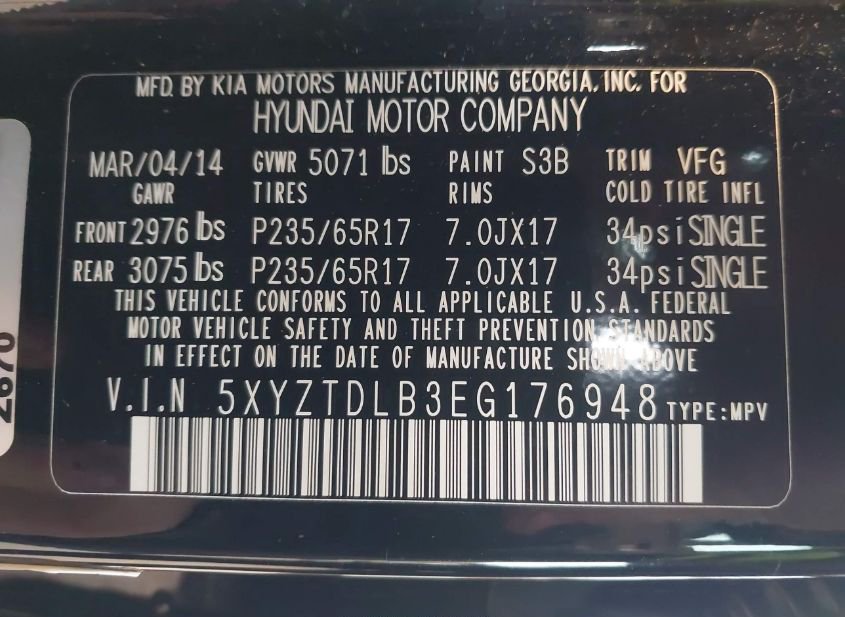 MFD. BY KIA MOTORS MANUFACTURING GEORGIA, INC. FOR
HYUNDAI MOTOR COMPANY
MAR/04/14 GVWR 5071 lbs PAINT S3B TRIM VFG
GAWR TIRES RIMS COLD TIRE INFL
FRONT 2976 lbs P235/65R17 7.0JX17 34psi SINGLE
REAR 3075 lbs P235/65R17 7.0JX17 34psi SINGLE
THIS VEHICLE CONFORMS TO ALL APPLICABLE U.S.A. FEDERAL
MOTOR VEHICLE SAFETY AND THEFT PREVENTION STANDARDS
IN EFFECT ON THE DATE OF MANUFACTURE SHOWN ABOVE
V.I.N 5XYZTDLB3EG176948 TYPE:MPV